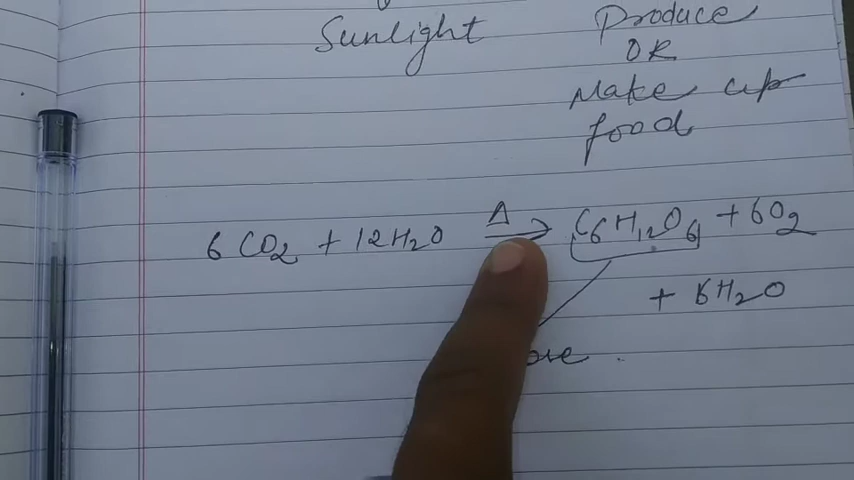 Sunlight
Produce
OR
Make up
food
6 CO₂ + 12H₂O Δ → C₆H₁₂O₆ + 6O₂
+ 6H₂O